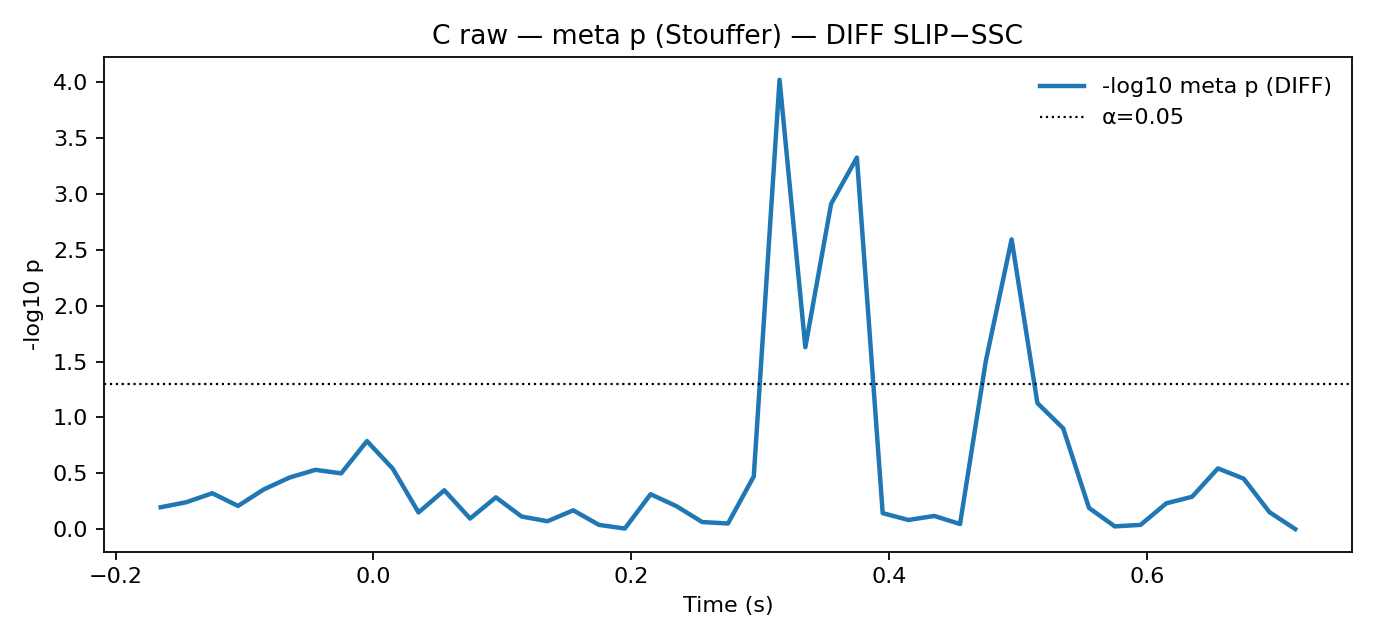 C raw — meta p (Stouffer) — DIFF SLIP−SSC
-log10 meta p (DIFF)
α=0.05
4.0
3.5
3.0
2.5
2.0
1.5
1.0
0.5
0.0
-log10 p
−0.2
0.0
0.2
0.4
0.6
Time (s)